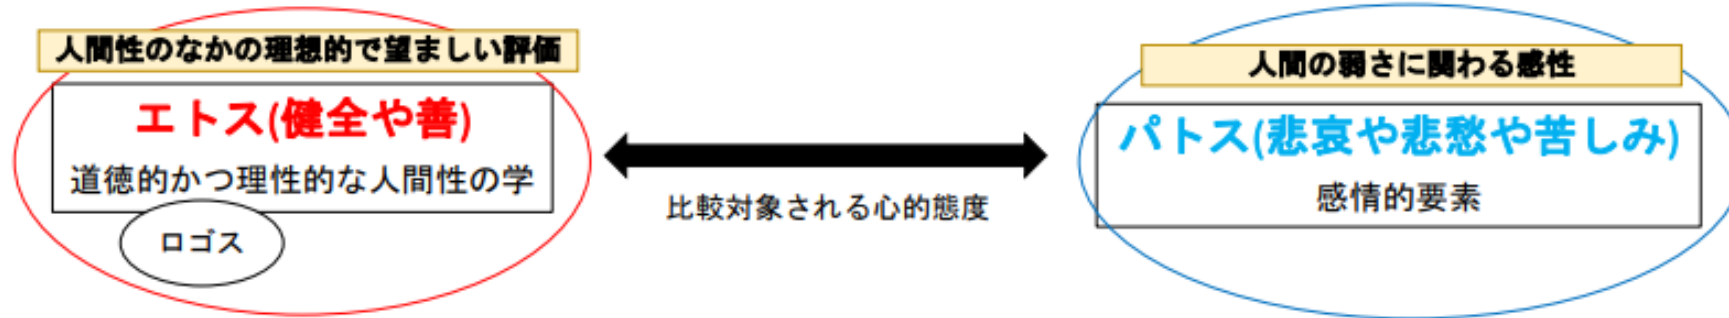 人間性のなかの理想的で望ましい評価
エトス(健全や善)
道徳的かつ理性的な人間性の学
ロゴス
比較対象される心的態度
人間の弱さに関わる感性
パトス(悲哀や悲愁や苦しみ)
感情的要素